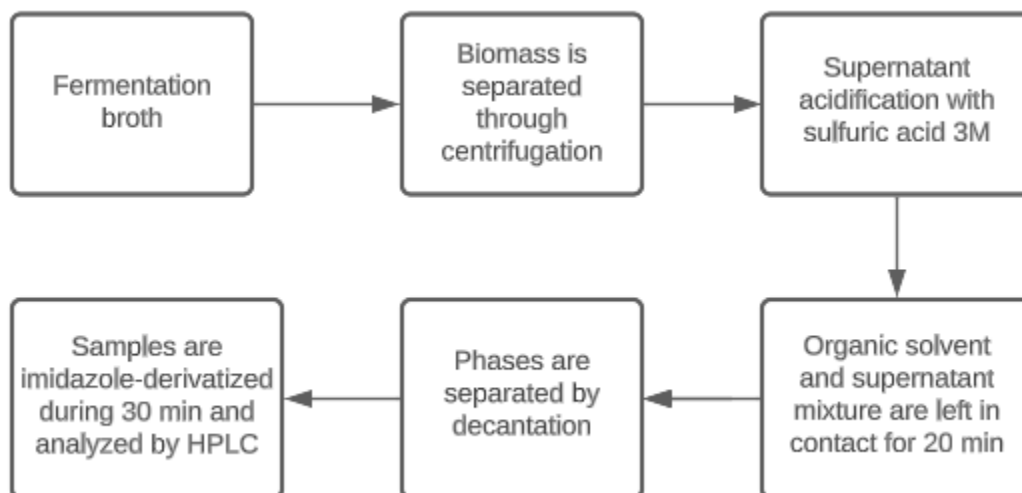 Fermentation
broth
Biomass is
separated
through
centrifugation
Supernatant
acidification with
sulfuric acid 3M
Organic solvent
and supernatant
mixture are left in
contact for 20 min
Phases are
separated by
decantation
Samples are
imidazole-derivatized
during 30 min and
analyzed by HPLC